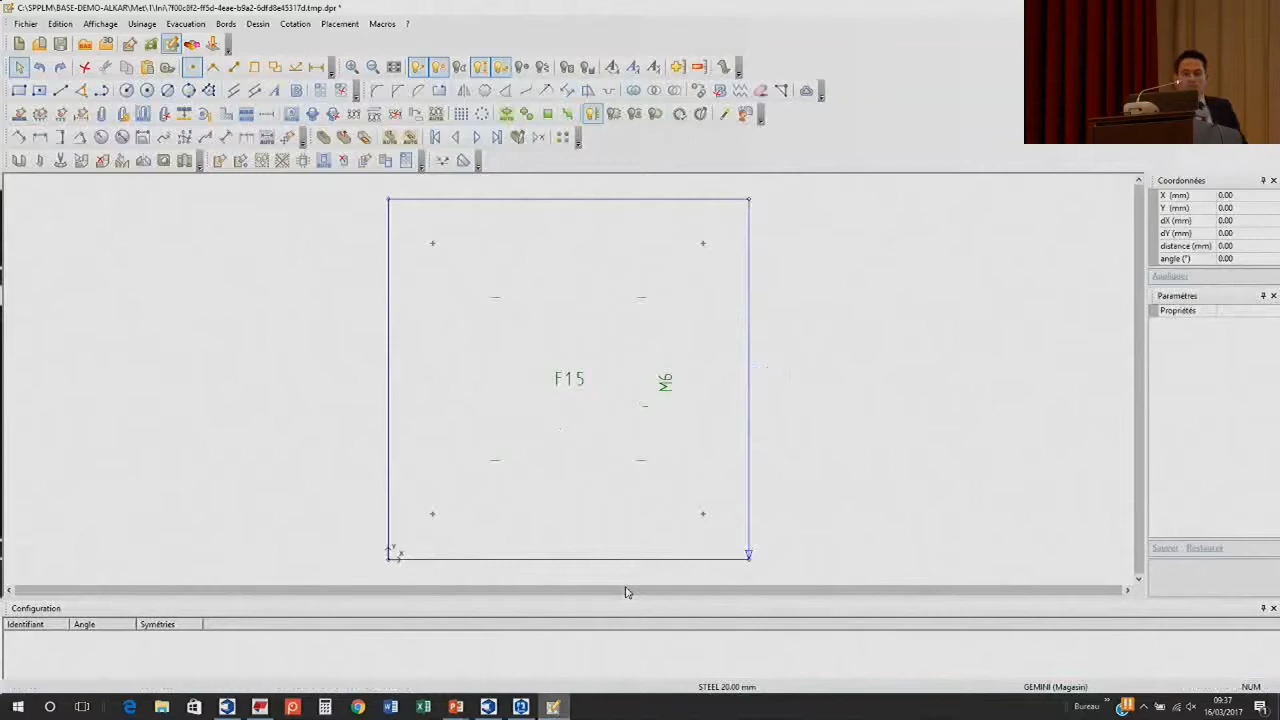 C:\SPPLM\BASE-DEMO-ALKAR\Met\1\Ini\7f00c8f2-ff5d-4eae-b9a2-6dfd8e45317d.tmp.dpr *
Fichier Edition Affichage Usinage Evacuation Bords Dessin Cotation Placement Macros ?
Coordonnées
X (mm) 0.00
Y (mm) 0.00
dX (mm) 0.00
dY (mm) 0.00
distance (mm) 0.00
angle (°) 0.00
Appliquer
Paramètres
Propriétés
F15
M6
Y
X
Sauver Restaurer
Configuration
Identifiant Angle Symétries
STEEL 20.00 mm GEMINI (Magasin) NUM
Bureau
09:37
16/03/2017